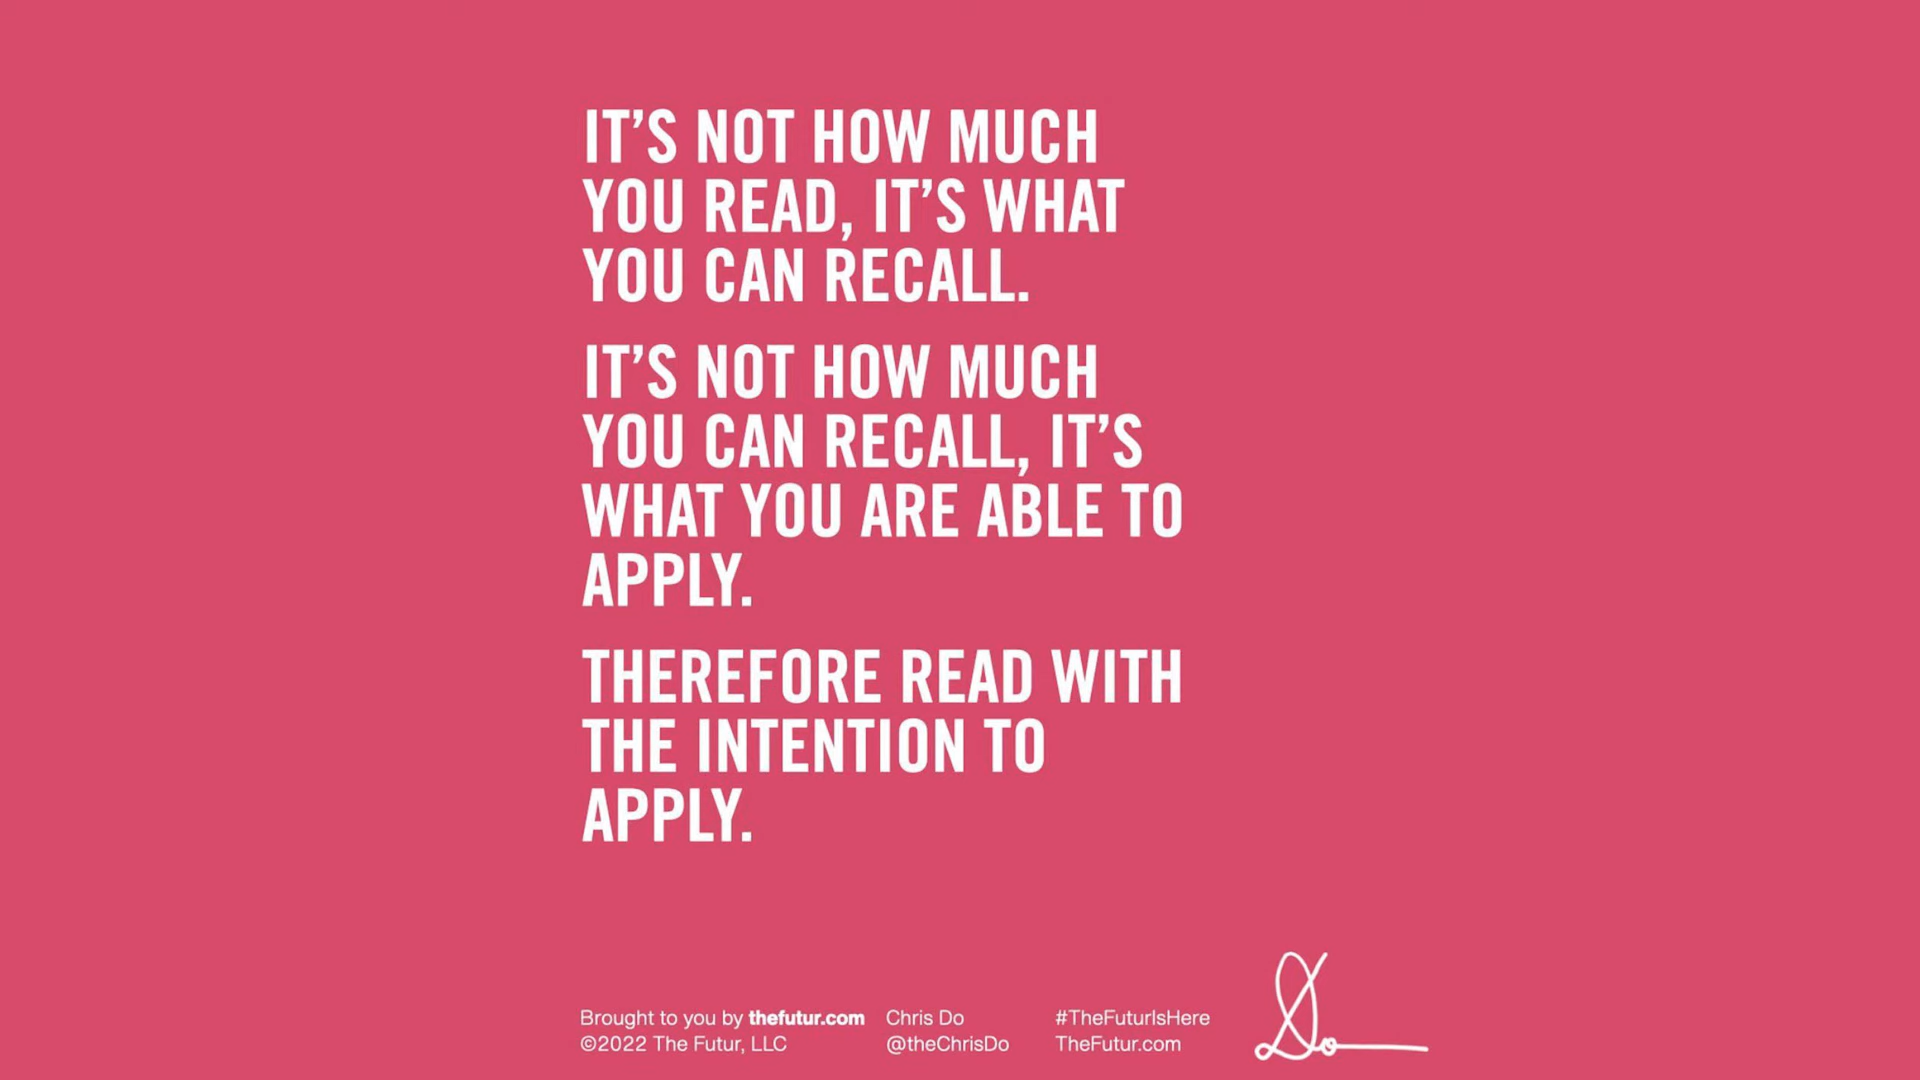 IT’S NOT HOW MUCH
YOU READ, IT’S WHAT
YOU CAN RECALL.
IT’S NOT HOW MUCH
YOU CAN RECALL, IT’S
WHAT YOU ARE ABLE TO
APPLY.
THEREFORE READ WITH
THE INTENTION TO
APPLY.
Brought to you by thefutur.com
©2022 The Futur, LLC
Chris Do
@theChrisDo
#TheFuturIsHere
TheFutur.com
Do